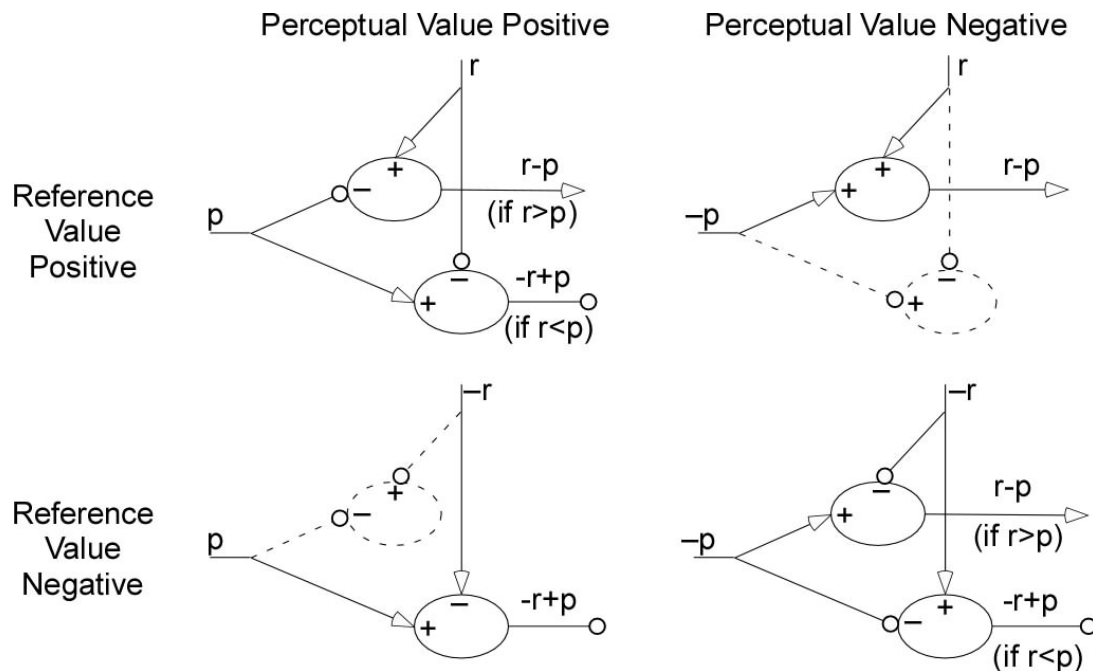 Perceptual Value Positive
Perceptual Value Negative
Reference
Value
Positive
r
+
−
p
r-p
(if r>p)
−
+
-r+p
(if r<p)
r
+
+
–p
r-p
−
+
Reference
Value
Negative
–r
+
−
p
−
+
-r+p
–r
−
+
–p
r-p
(if r>p)
+
−
-r+p
(if r<p)